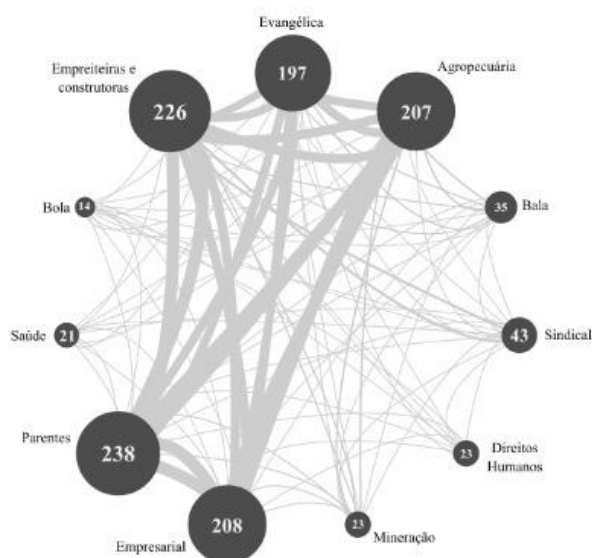 Evangélica
197
Empreiteiras e
construtoras
226
Agropecuária
207
Bola
14
Bala
35
Saúde
21
Sindical
43
Parentes
238
Direitos
Humanos
23
Empresarial
208
Mineração
23